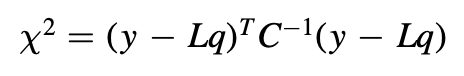 χ² = (y − Lq)ᵀC⁻¹(y − Lq)